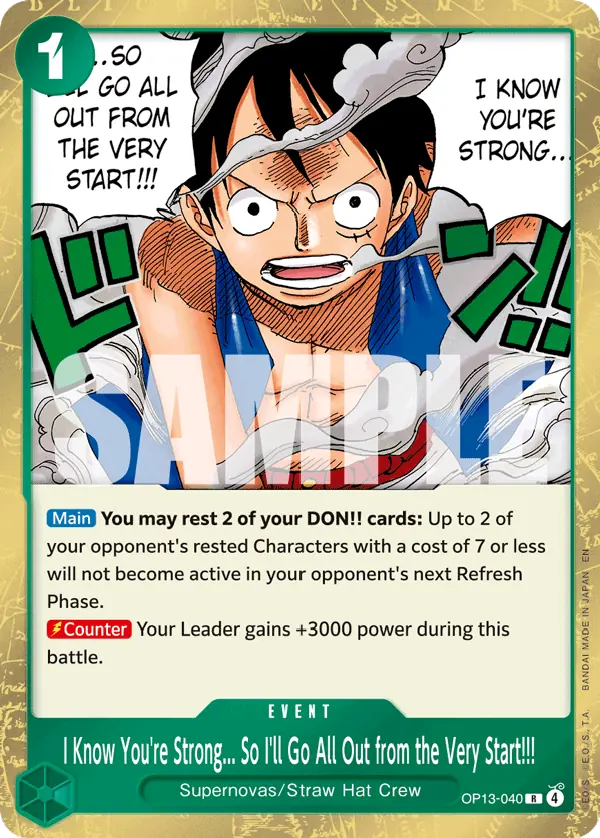 1
...SO
I'LL GO ALL
OUT FROM
THE VERY
START!!!
I KNOW
YOU'RE
STRONG...
ドン!!
SAMPLE
Main You may rest 2 of your DON!! cards: Up to 2 of
your opponent's rested Characters with a cost of 7 or less
will not become active in your opponent's next Refresh
Phase.
Counter Your Leader gains +3000 power during this
battle.
EVENT
I Know You're Strong... So I'll Go All Out from the Very Start!!!
Supernovas/Straw Hat Crew
OP13-040 R 4
©E.O./S. ©E.O./S., T.A. BANDAI MADE IN JAPAN EN